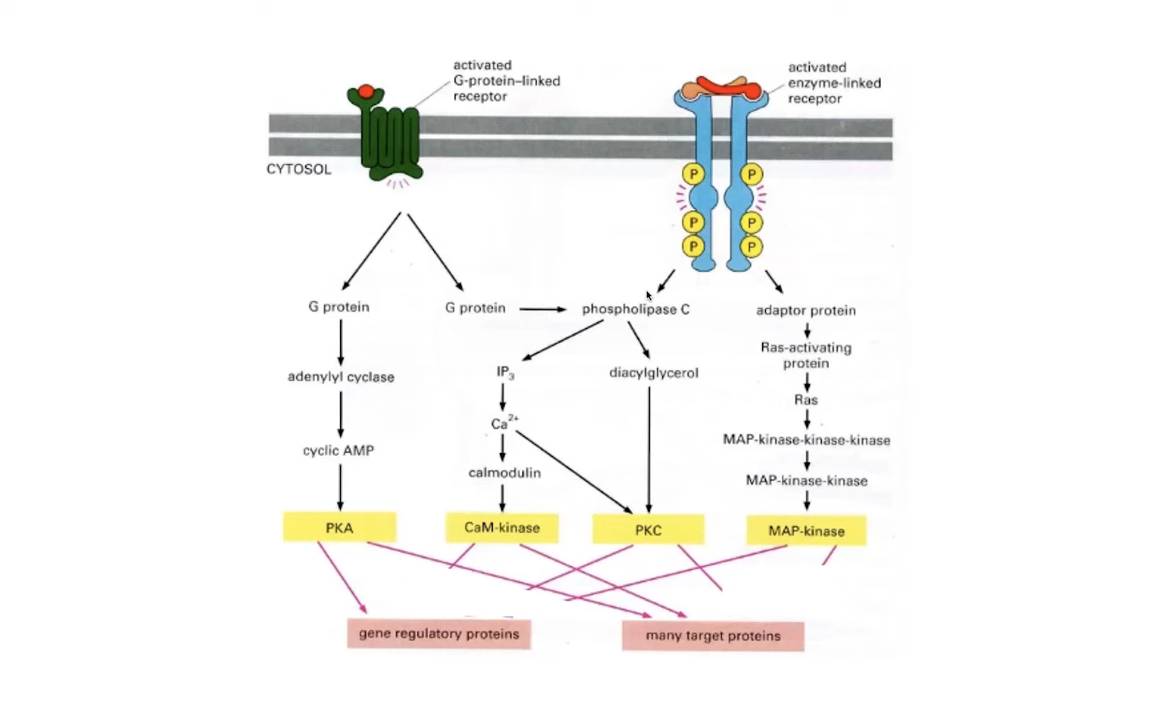 activated
G-protein–linked
receptor
activated
enzyme-linked
receptor
CYTOSOL
P
P
P
P
P
P
G protein
G protein
phospholipase C
adaptor protein
Ras-activating
protein
IP3
diacylglycerol
adenylyl cyclase
Ras
Ca2+
MAP-kinase-kinase-kinase
cyclic AMP
calmodulin
MAP-kinase-kinase
PKA
CaM-kinase
PKC
MAP-kinase
gene regulatory proteins
many target proteins